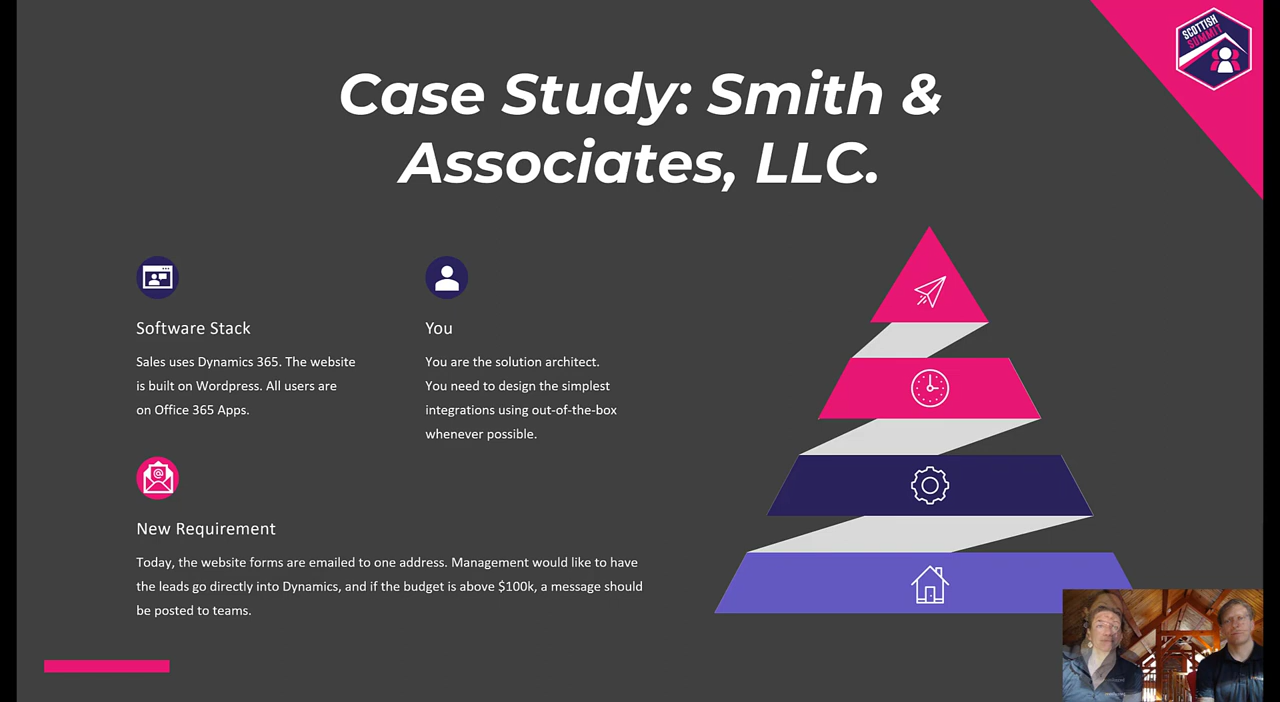 SCOTTISH
SUMMIT
Case Study: Smith &
Associates, LLC.
Software Stack
Sales uses Dynamics 365. The website
is built on Wordpress. All users are
on Office 365 Apps.
You
You are the solution architect.
You need to design the simplest
integrations using out-of-the-box
whenever possible.
@
New Requirement
Today, the website forms are emailed to one address. Management would like to have
the leads go directly into Dynamics, and if the budget is above $100k, a message should
be posted to teams.